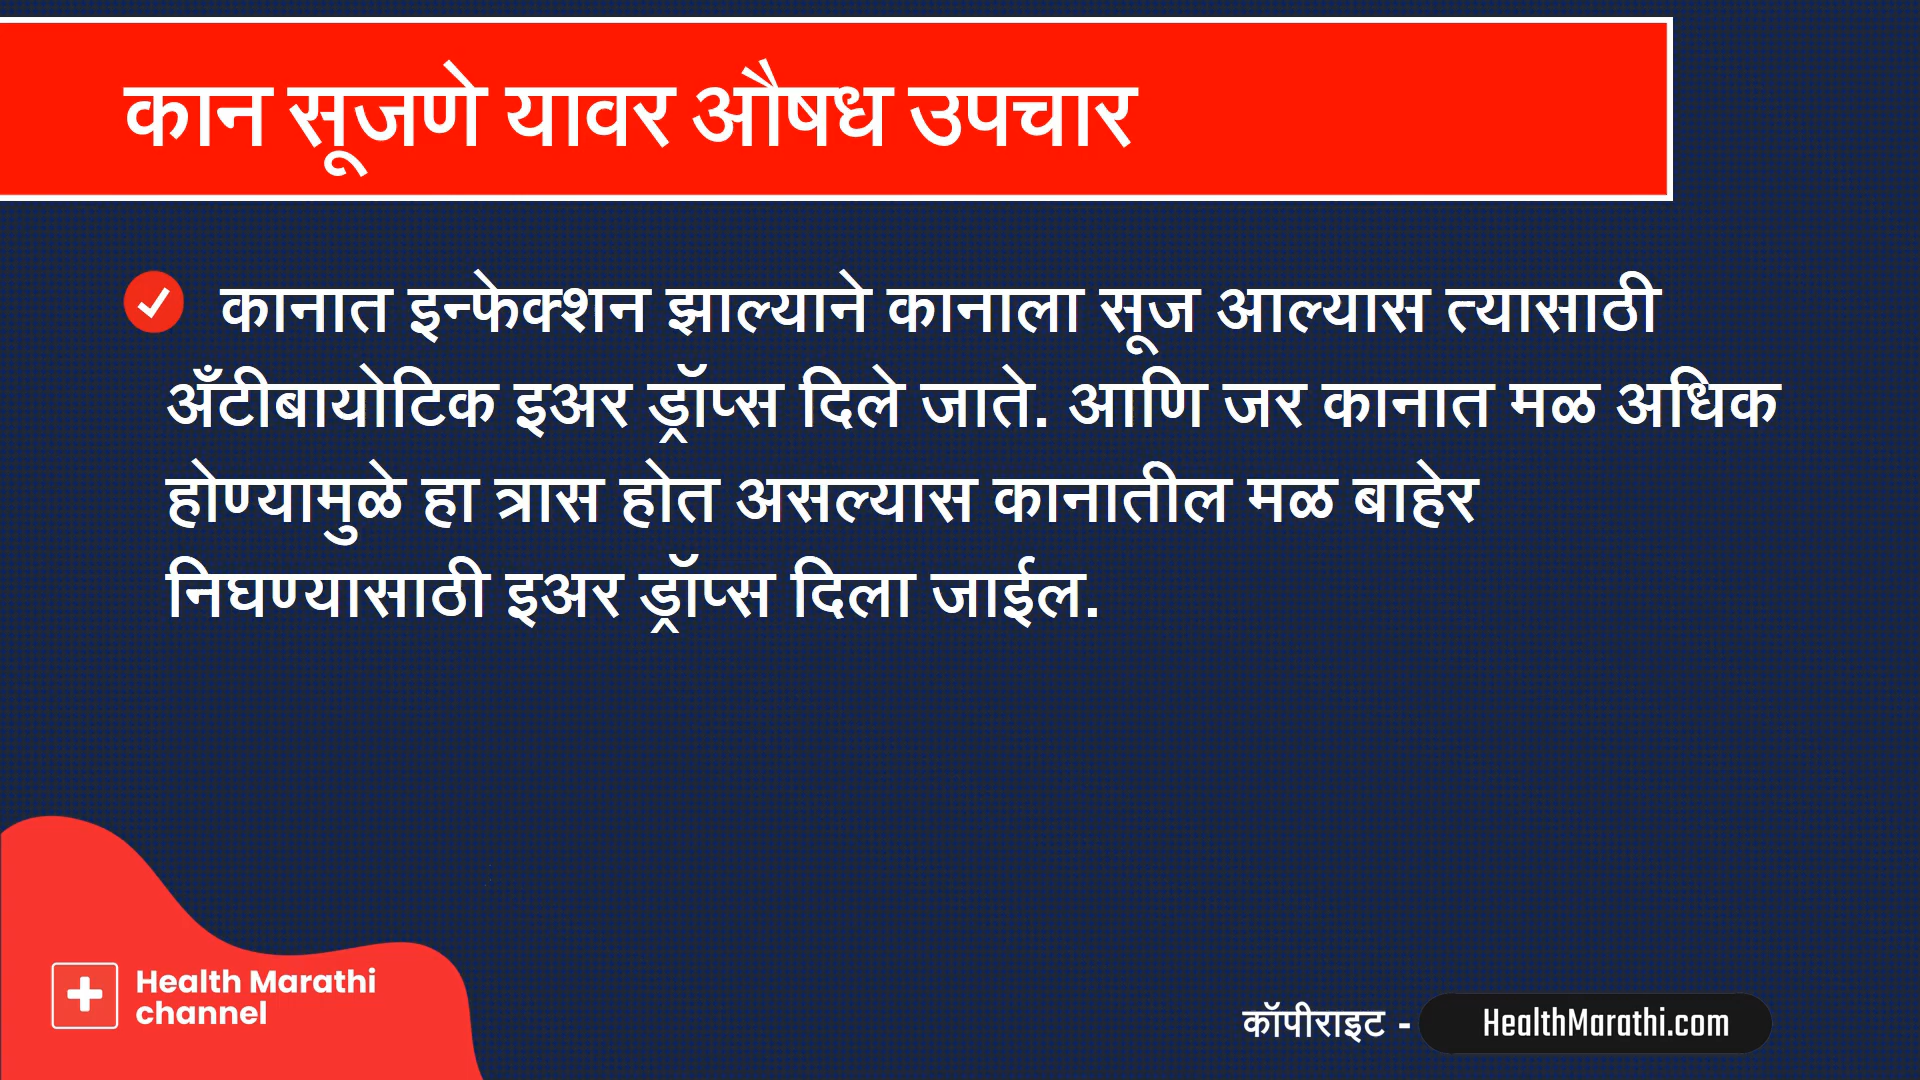 कान सूजणे यावर औषध उपचार
कानात इन्फेक्शन झाल्याने कानाला सूज आल्यास त्यासाठी
अँटीबायोटिक इअर ड्रॉप्स दिले जाते. आणि जर कानात मळ अधिक
होण्यामुळे हा त्रास होत असल्यास कानातील मळ बाहेर
निघण्यासाठी इअर ड्रॉप्स दिला जाईल.
Health Marathi
channel
कॉपीराइट - HealthMarathi.com